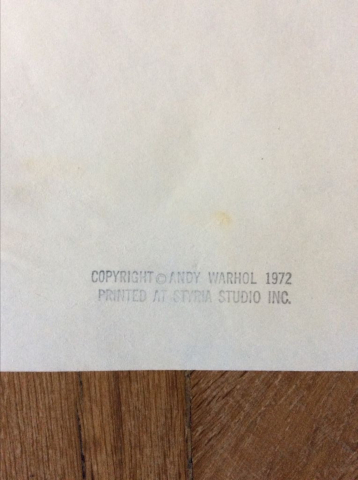 COPYRIGHT © ANDY WARHOL 1972
PRINTED AT STYRIA STUDIO INC.